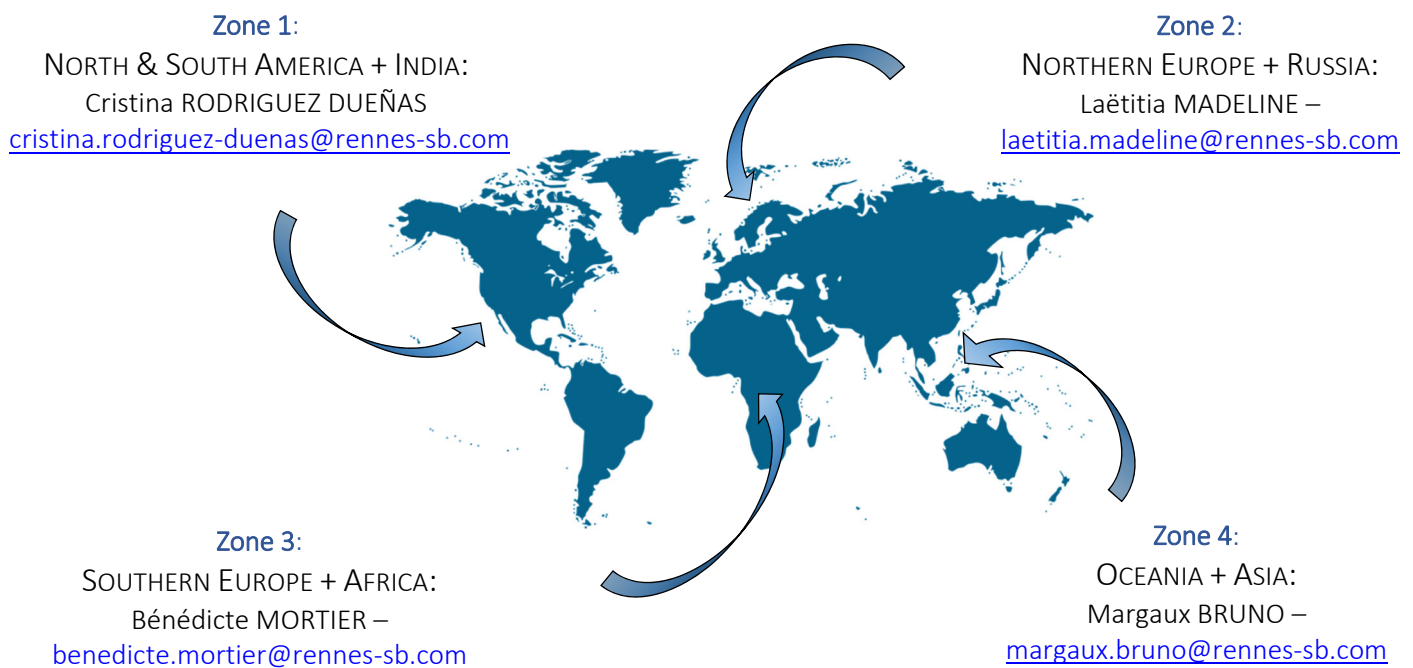 Zone 1:
NORTH & SOUTH AMERICA + INDIA:
Cristina RODRIGUEZ DUEÑAS
cristina.rodriguez-duenas@rennes-sb.com
Zone 2:
NORTHERN EUROPE + RUSSIA:
Laëtitia MADELINE –
laetitia.madeline@rennes-sb.com
Zone 3:
SOUTHERN EUROPE + AFRICA:
Bénédicte MORTIER –
benedicte.mortier@rennes-sb.com
Zone 4:
OCEANIA + ASIA:
Margaux BRUNO –
margaux.bruno@rennes-sb.com